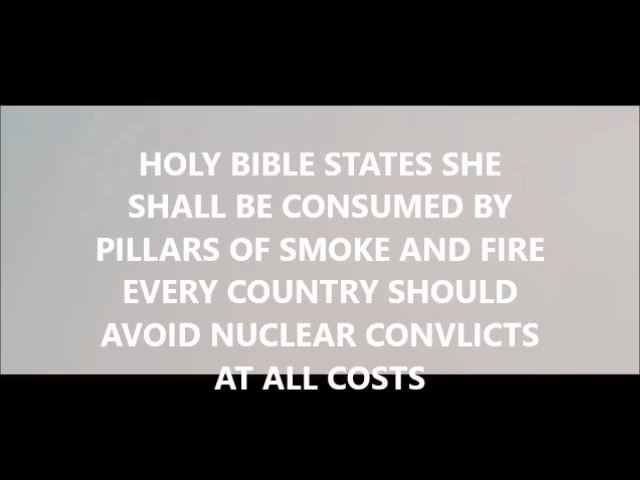 HOLY BIBLE STATES SHE
SHALL BE CONSUMED BY
PILLARS OF SMOKE AND FIRE
EVERY COUNTRY SHOULD
AVOID NUCLEAR CONVLICTS
AT ALL COSTS